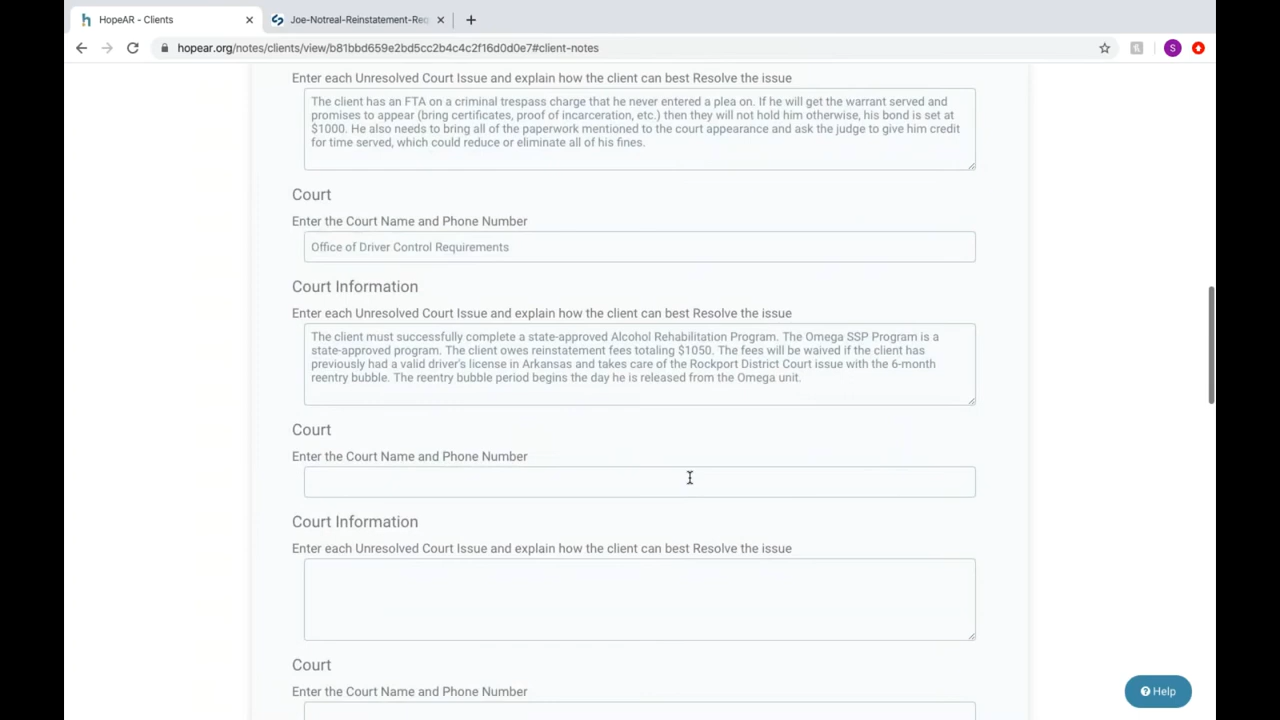 HopeAR - Clients
Joe-Notreal-Reinstatement-Req
hopear.org/notes/clients/view/b81bbd659e2bd5cc2b4c4c2f16d0d0e7#client-notes
S
Enter each Unresolved Court Issue and explain how the client can best Resolve the issue
The client has an FTA on a criminal trespass charge that he never entered a plea on. If he will get the warrant served and
promises to appear (bring certificates, proof of incarceration, etc.) then they will not hold him otherwise, his bond is set at
$1000. He also needs to bring all of the paperwork mentioned to the court appearance and ask the judge to give him credit
for time served, which could reduce or eliminate all of his fines.
Court
Enter the Court Name and Phone Number
Office of Driver Control Requirements
Court Information
Enter each Unresolved Court Issue and explain how the client can best Resolve the issue
The client must successfully complete a state-approved Alcohol Rehabilitation Program. The Omega SSP Program is a
state-approved program. The client owes reinstatement fees totaling $1050. The fees will be waived if the client has
previously had a valid driver's license in Arkansas and takes care of the Rockport District Court issue with the 6-month
reentry bubble. The reentry bubble period begins the day he is released from the Omega unit.
Court
Enter the Court Name and Phone Number
Court Information
Enter each Unresolved Court Issue and explain how the client can best Resolve the issue
Court
Enter the Court Name and Phone Number
Help